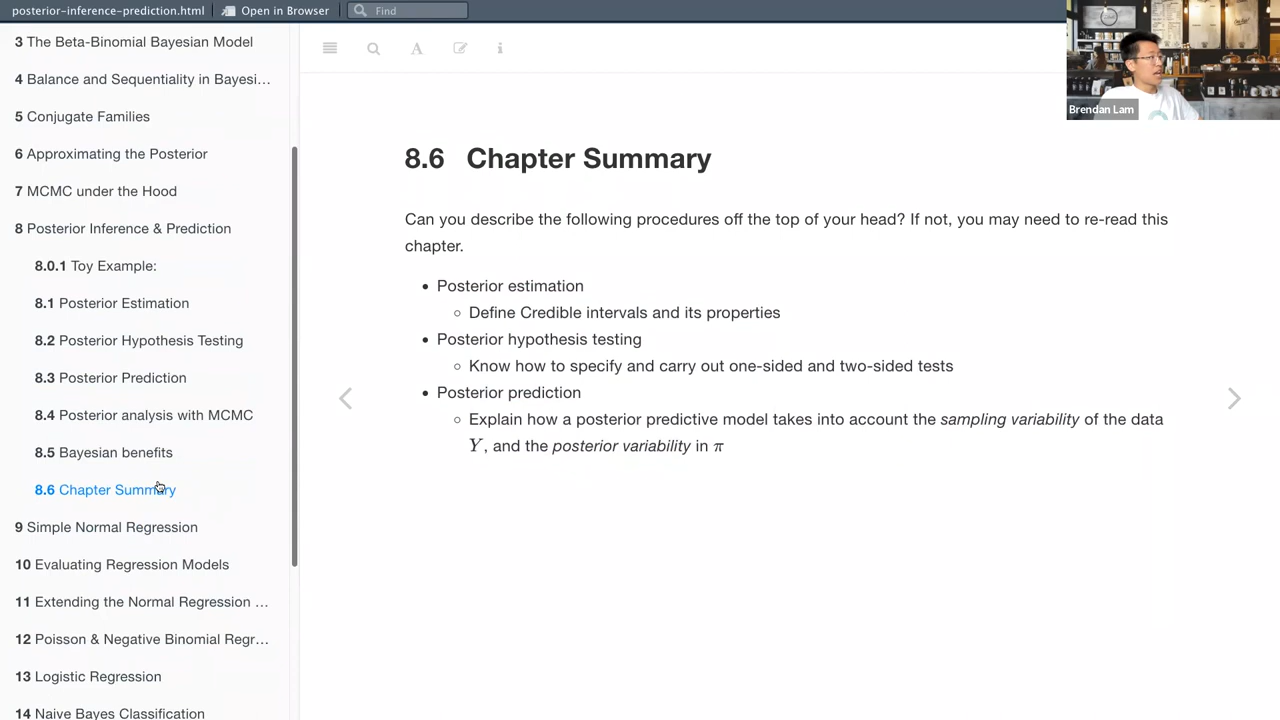 posterior-inference-prediction.html
Open in Browser
Find
3 The Beta-Binomial Bayesian Model
4 Balance and Sequentiality in Bayesi…
5 Conjugate Families
6 Approximating the Posterior
7 MCMC under the Hood
8 Posterior Inference & Prediction
8.0.1 Toy Example:
8.1 Posterior Estimation
8.2 Posterior Hypothesis Testing
8.3 Posterior Prediction
8.4 Posterior analysis with MCMC
8.5 Bayesian benefits
8.6 Chapter Summary
9 Simple Normal Regression
10 Evaluating Regression Models
11 Extending the Normal Regression …
12 Poisson & Negative Binomial Regr…
13 Logistic Regression
14 Naive Bayes Classification
Brendan Lam
8.6 Chapter Summary
Can you describe the following procedures off the top of your head? If not, you may need to re-read this
chapter.
• Posterior estimation
◦ Define Credible intervals and its properties
• Posterior hypothesis testing
◦ Know how to specify and carry out one-sided and two-sided tests
• Posterior prediction
◦ Explain how a posterior predictive model takes into account the sampling variability of the data
Y, and the posterior variability in π